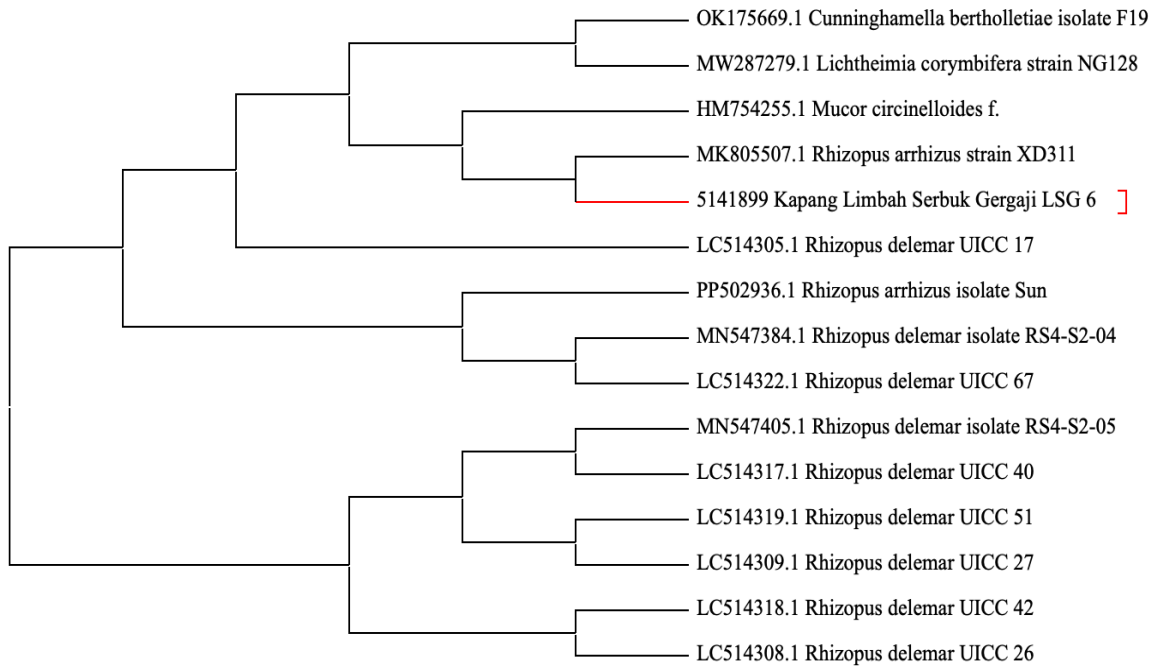 OK175669.1 Cunninghamella bertholletiae isolate F19
MW287279.1 Lichtheimia corymbifera strain NG128
HM754255.1 Mucor circinelloides f.
MK805507.1 Rhizopus arrhizus strain XD311
5141899 Kapang Limbah Serbuk Gergaji LSG 6
LC514305.1 Rhizopus delemar UICC 17
PP502936.1 Rhizopus arrhizus isolate Sun
MN547384.1 Rhizopus delemar isolate RS4-S2-04
LC514322.1 Rhizopus delemar UICC 67
MN547405.1 Rhizopus delemar isolate RS4-S2-05
LC514317.1 Rhizopus delemar UICC 40
LC514319.1 Rhizopus delemar UICC 51
LC514309.1 Rhizopus delemar UICC 27
LC514318.1 Rhizopus delemar UICC 42
LC514308.1 Rhizopus delemar UICC 26